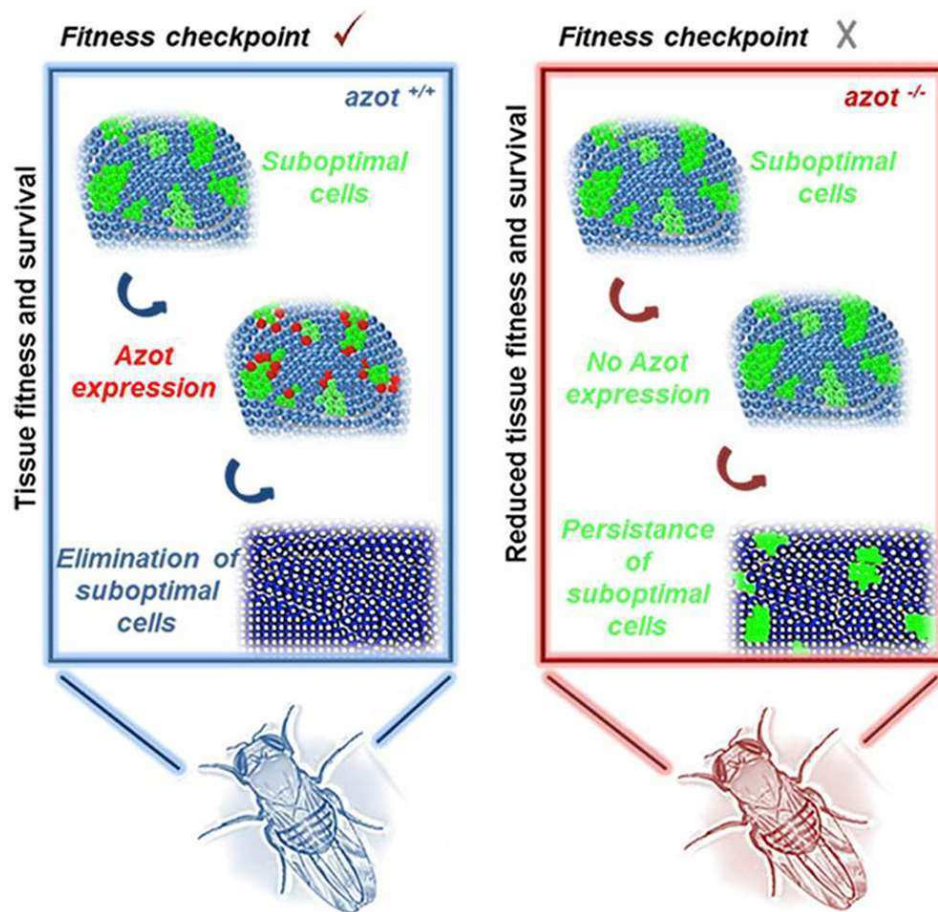 Fitness checkpoint ✓
azot +/+
Tissue fitness and survival
Suboptimal
cells
Azot
expression
Elimination of
suboptimal
cells
Fitness checkpoint X
azot -/-
Reduced tissue fitness and survival
Suboptimal
cells
No Azot
expression
Persistance
of
suboptimal
cells